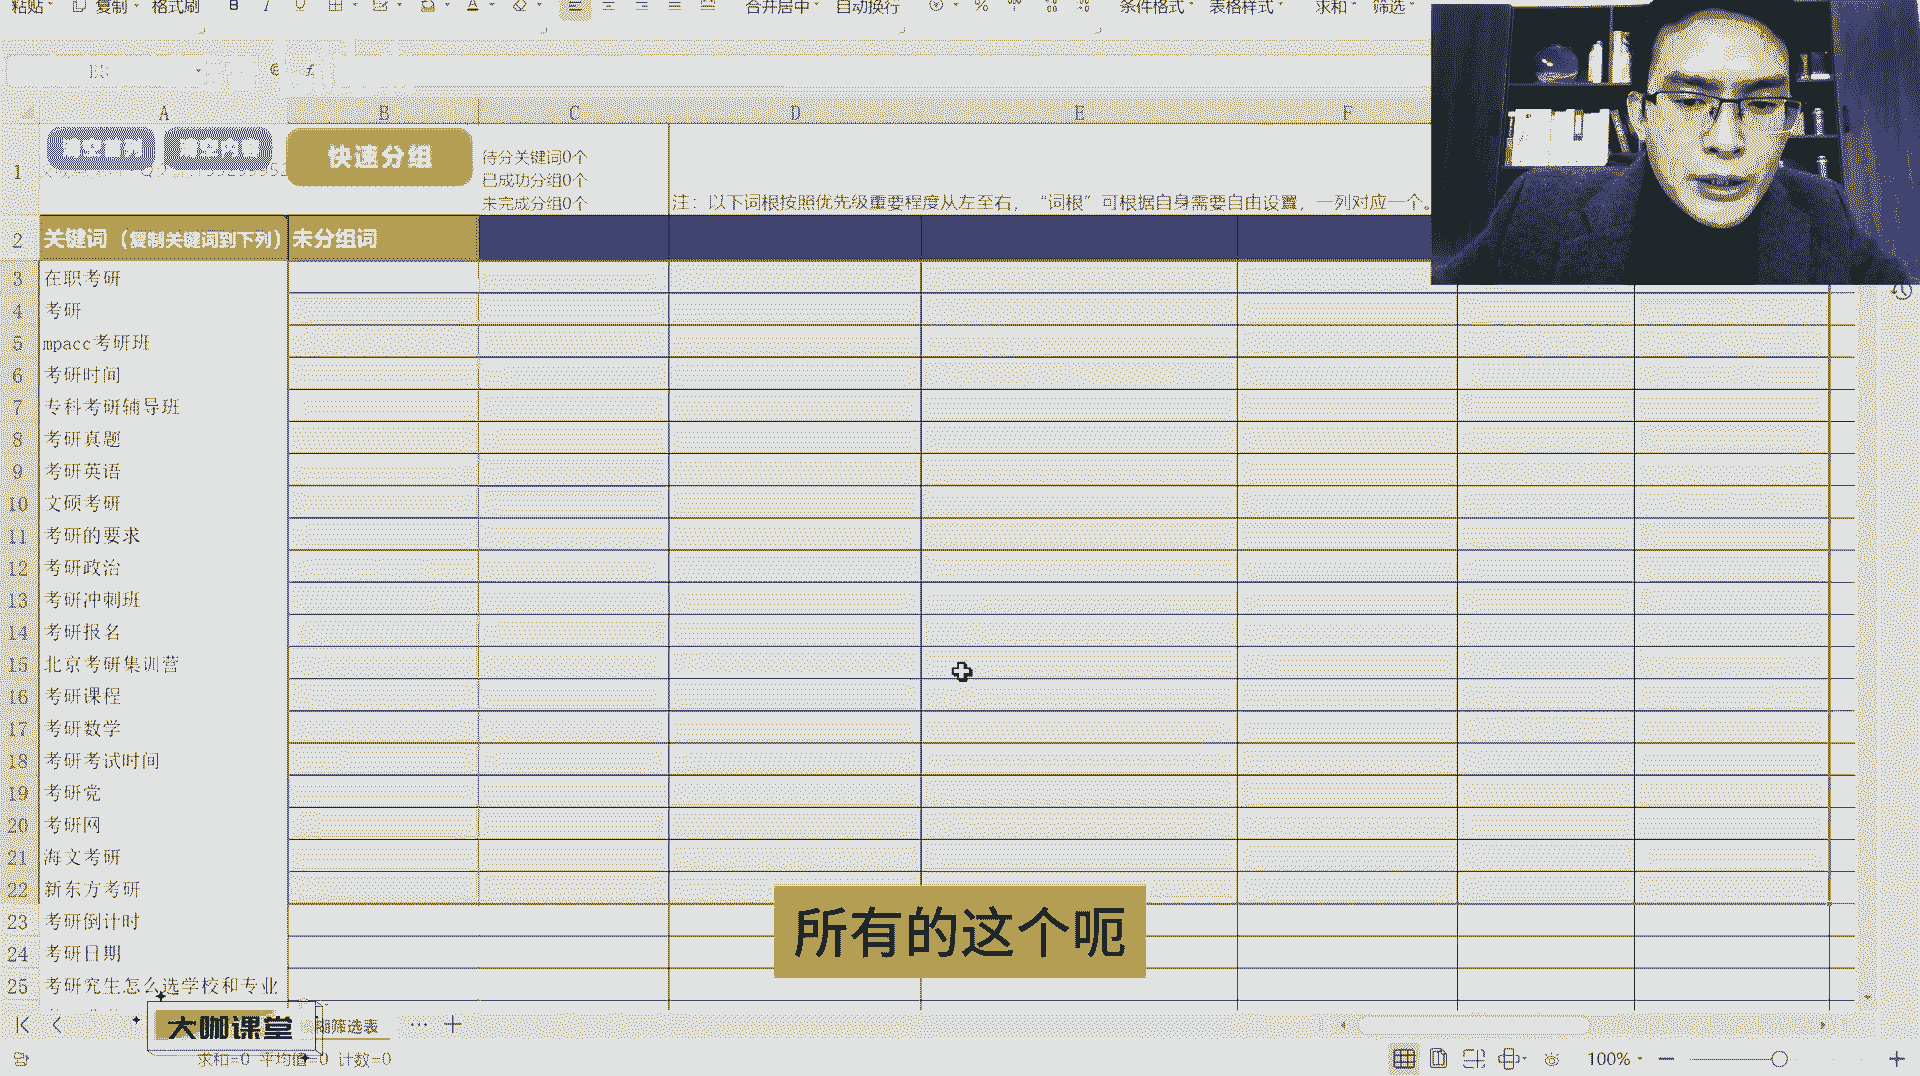 粘贴 复制 格式刷 B I U A 合并居中 自动换行 % 条件格式 表格样式 求和 筛选
A B C D E F
1 清空首列 清空内容 快速分组
待分关键词0个
已成功分组0个
未完成分组0个
注：以下词根按照优先级重要程度从左至右，“词根”可根据自身需要自由设置，一列对应一个。
2 关键词（复制关键词到下列） 未分组词
3 在职考研
4 考研
5 mpacc考研班
6 考研时间
7 专科考研辅导班
8 考研真题
9 考研英语
10 文硕考研
11 考研的要求
12 考研政治
13 考研冲刺班
14 考研报名
15 北京考研集训营
16 考研课程
17 考研数学
18 考研考试时间
19 考研党
20 考研网
21 海文考研
22 新东方考研
23 考研倒计时
24 考研日期
25 考研究生怎么选学校和专业
所有的这个呃
大咖课堂 筛选表 ···
求和=0 平均值=0 计数=0 100%